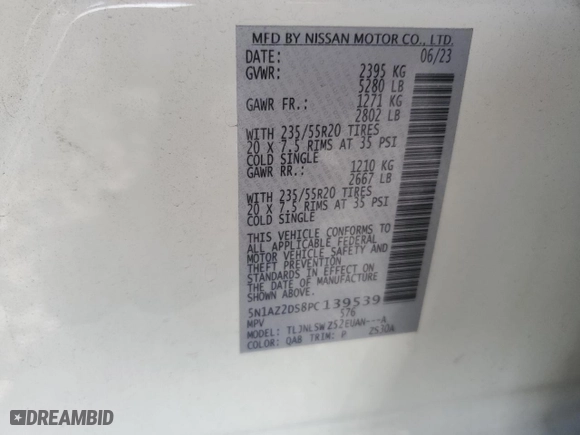 MFD BY NISSAN MOTOR CO., LTD.
DATE: 06/23
GVWR: 2395 KG
5280 LB
GAWR FR.: 1271 KG
2802 LB
WITH 235/55R20 TIRES
20 X 7.5 RIMS AT 35 PSI
COLD SINGLE
GAWR RR.: 1210 KG
2667 LB
WITH 235/55R20 TIRES
20 X 7.5 RIMS AT 35 PSI
COLD SINGLE
THIS VEHICLE CONFORMS TO
ALL APPLICABLE FEDERAL
MOTOR VEHICLE SAFETY AND
THEFT PREVENTION
STANDARDS IN EFFECT ON
THE DATE OF MANUFACTURE
SHOWN ABOVE.
5N1AZ2DS8PC139539
MPV 576
MODEL: TLJNLSWZS2EUAN---A
COLOR: QAB TRIM: P ZS30A
DREAMBID